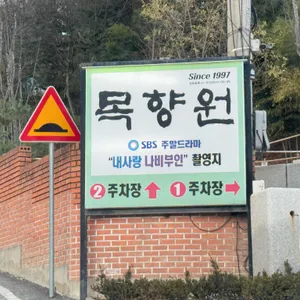 Since 1997
목향원
SBS 주말드라마
"내사랑 나비부인" 촬영지
2 주차장 ↑ 1 주차장 →